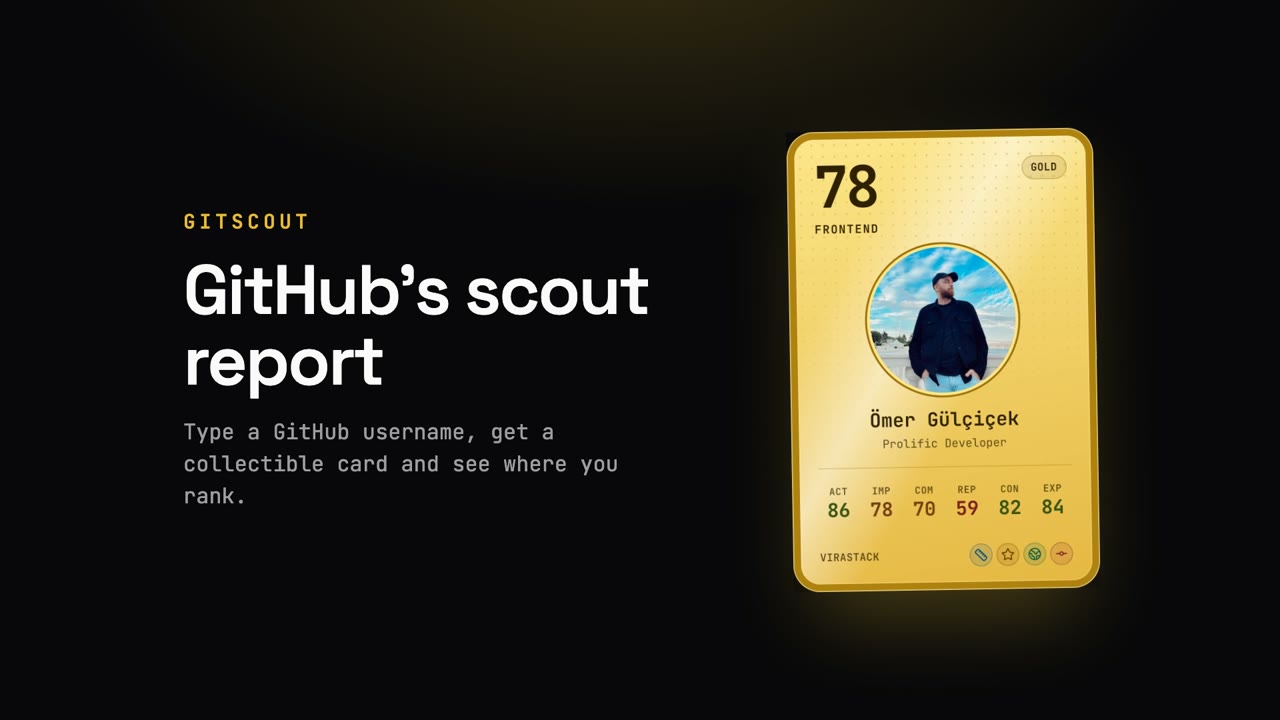 GITSCOUT
GitHub’s scout
report
Type a GitHub username, get a
collectible card and see where you
rank.
78
GOLD
FRONTEND
Ömer Gülçiçek
Prolific Developer
ACT IMP COM REP CON EXP
86 78 70 59 82 84
VIRASTACK